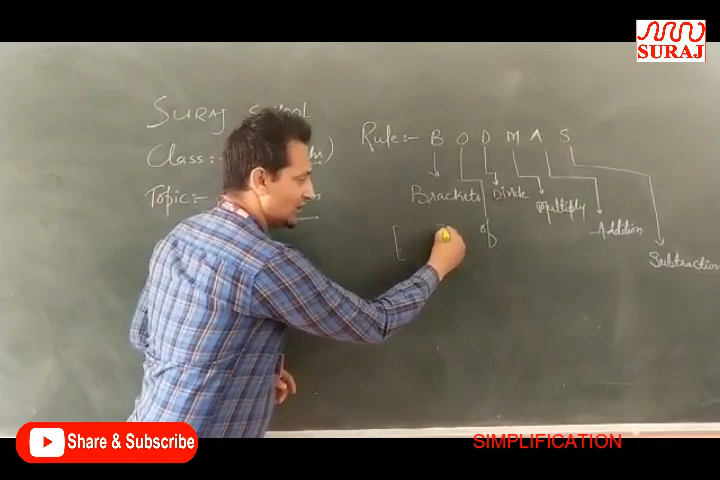 SURAJ
SURAJ
Class:-
Topic:-
Rule:- B O D M A S
Brackets Divide
Multiply
of
Addition
Subtraction
[ ]
Share & Subscribe
SIMPLIFICATION